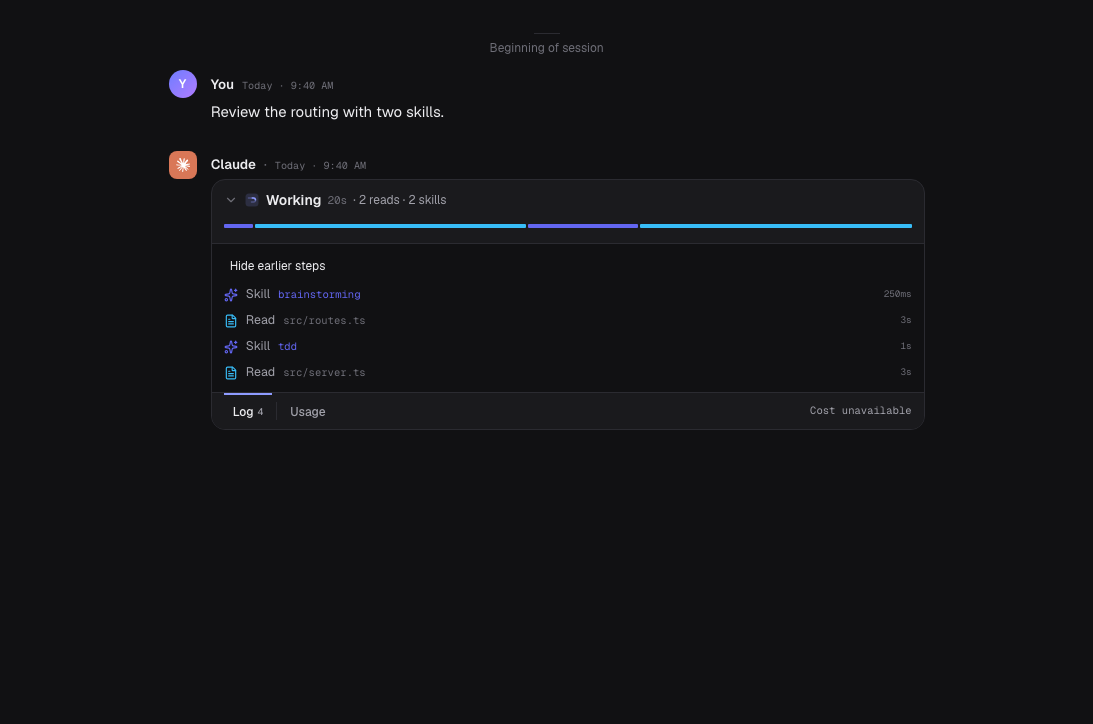 Beginning of session
Y
You Today · 9:40 AM
Review the routing with two skills.
Claude · Today · 9:40 AM
Working 20s · 2 reads · 2 skills
Hide earlier steps
Skill brainstorming 250ms
Read src/routes.ts 3s
Skill tdd 1s
Read src/server.ts 3s
Log 4 Usage Cost unavailable